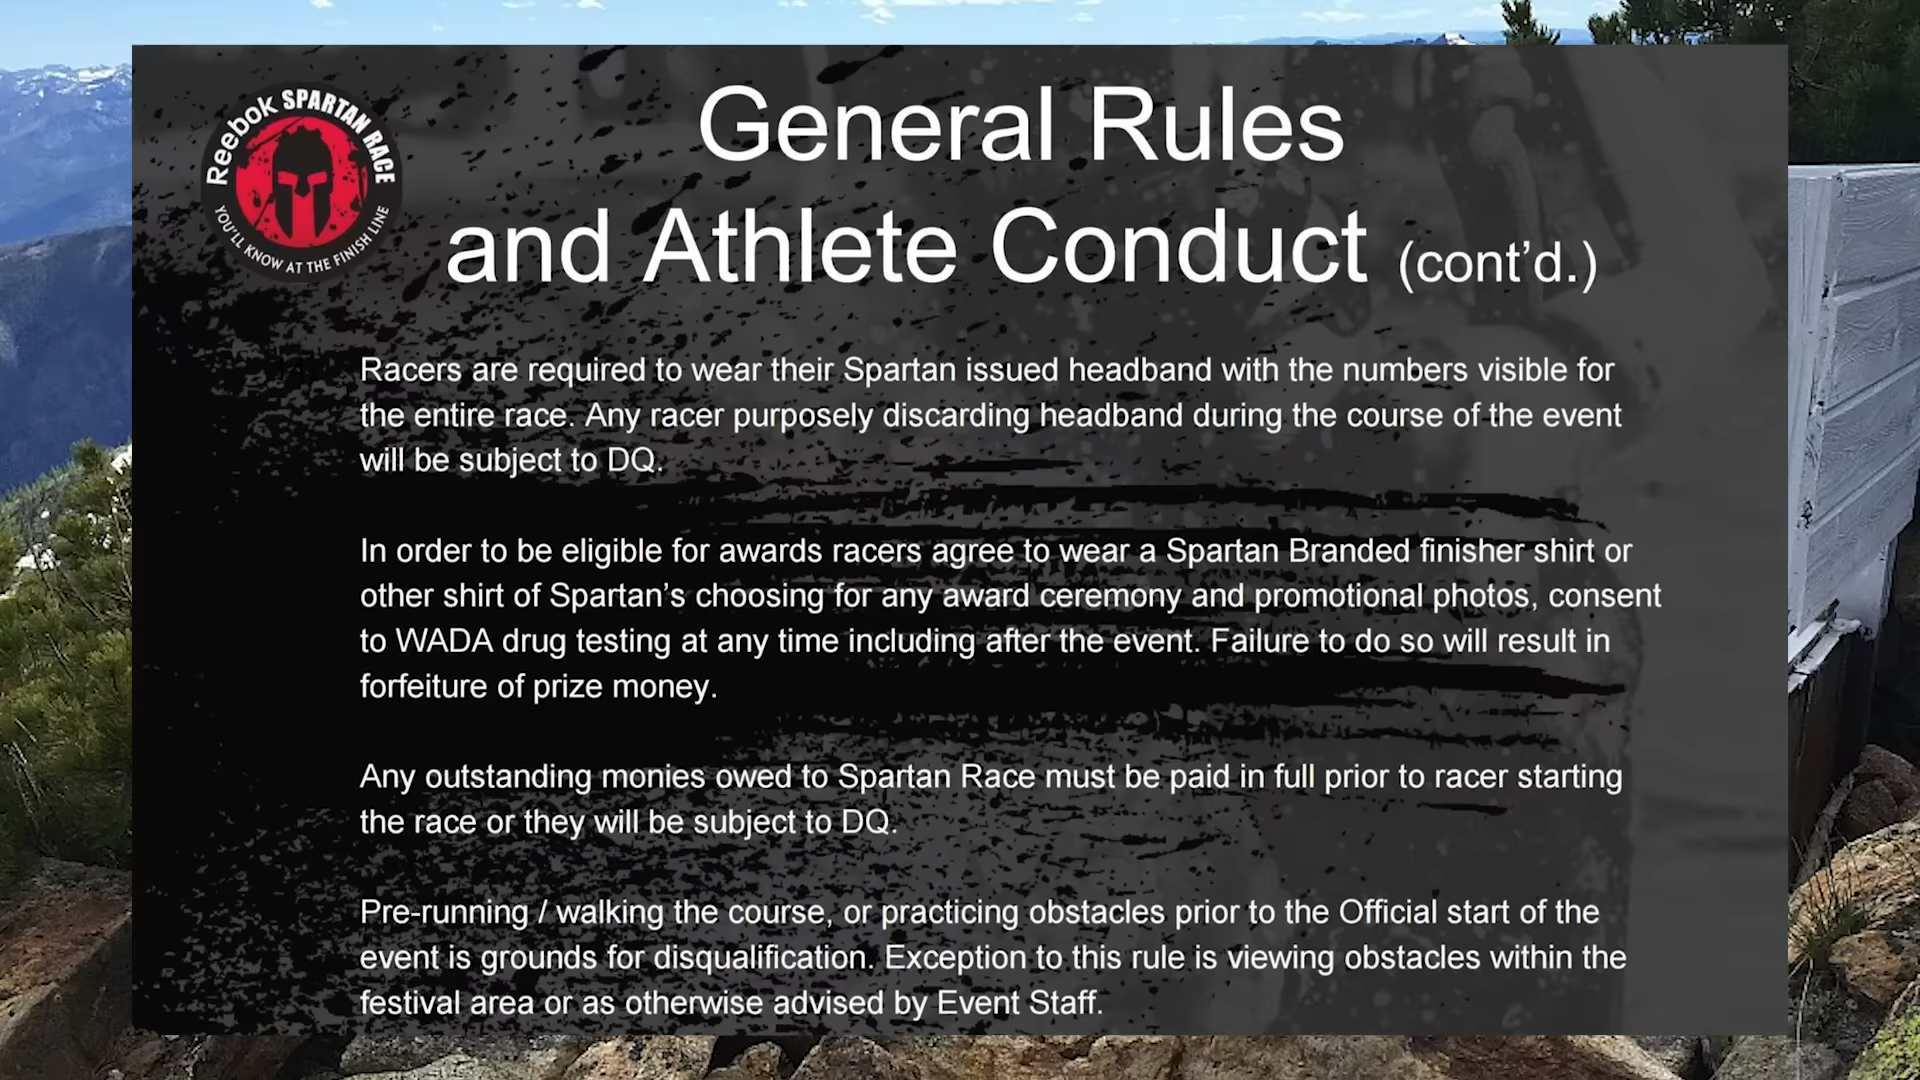 Reebok SPARTAN RACE
YOU'LL KNOW AT THE FINISH LINE
General Rules
and Athlete Conduct (cont’d.)
Racers are required to wear their Spartan issued headband with the numbers visible for
the entire race. Any racer purposely discarding headband during the course of the event
will be subject to DQ.
In order to be eligible for awards racers agree to wear a Spartan Branded finisher shirt or
other shirt of Spartan’s choosing for any award ceremony and promotional photos, consent
to WADA drug testing at any time including after the event. Failure to do so will result in
forfeiture of prize money.
Any outstanding monies owed to Spartan Race must be paid in full prior to racer starting
the race or they will be subject to DQ.
Pre-running / walking the course, or practicing obstacles prior to the Official start of the
event is grounds for disqualification. Exception to this rule is viewing obstacles within the
festival area or as otherwise advised by Event Staff.